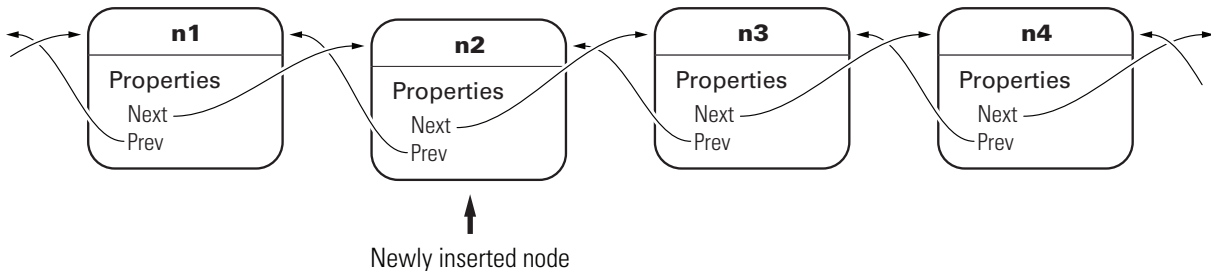 n1
Properties
Next
Prev
n2
Properties
Next
Prev
n3
Properties
Next
Prev
n4
Properties
Next
Prev
Newly inserted node